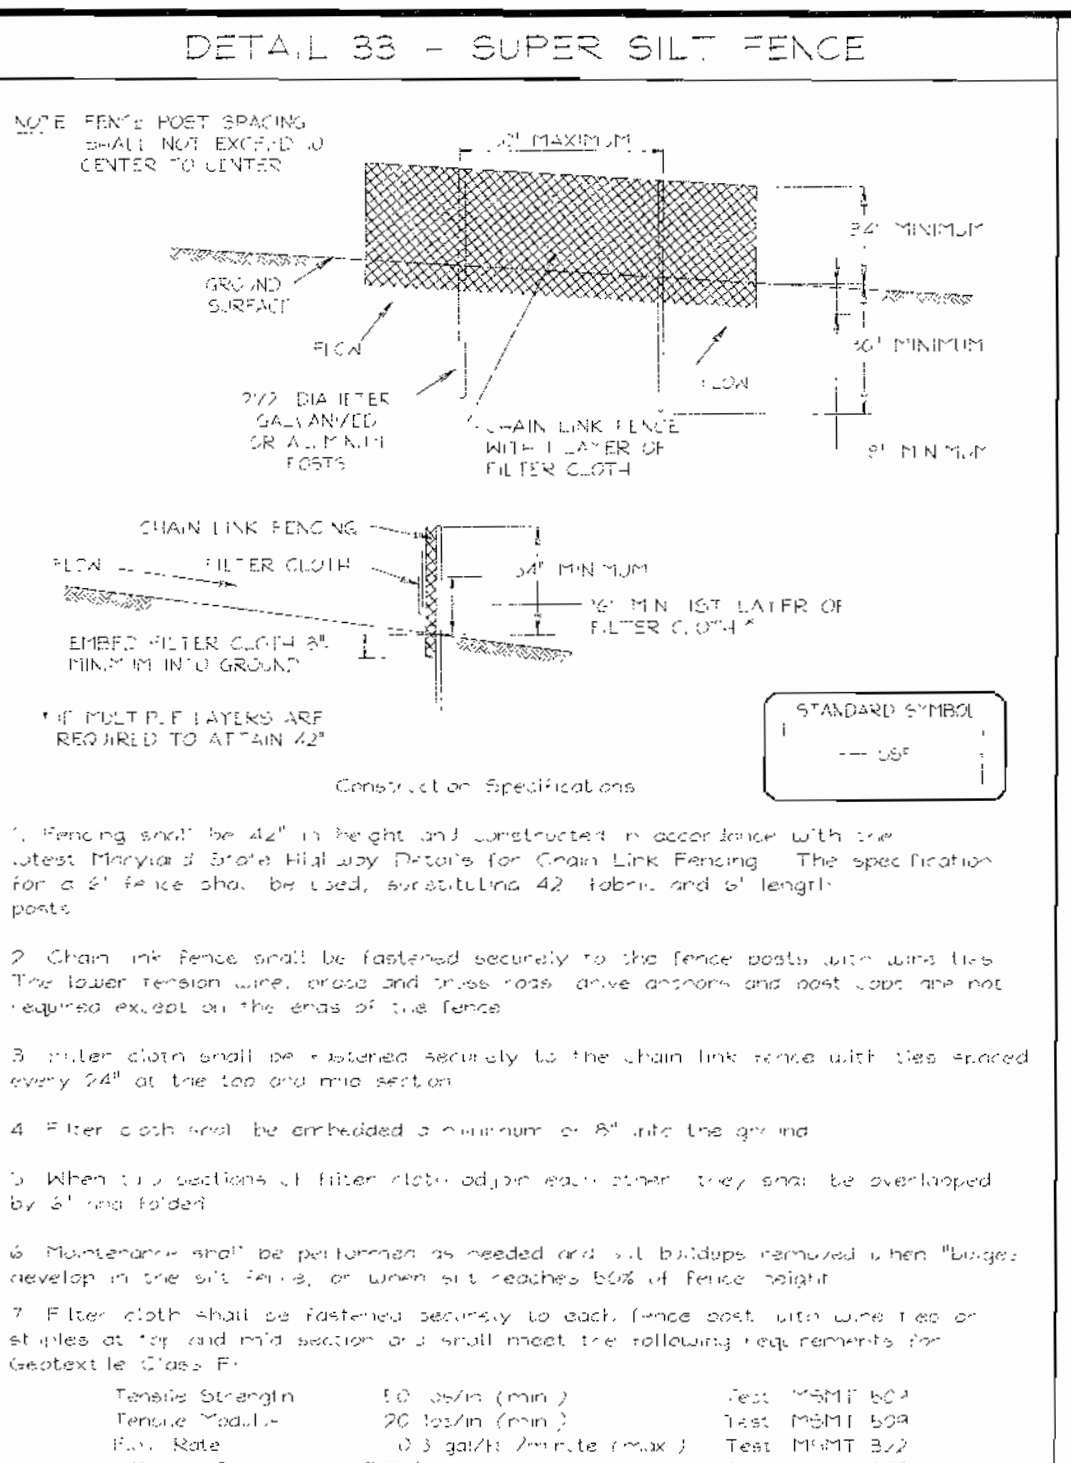 DETAIL 33 - SUPER SILT FENCE
NOTE: FENCE POST SPACING
SHALL NOT EXCEED 10'
CENTER TO CENTER
10' MAXIMUM
34" MINIMUM
GROUND
SURFACE
FLOW
36" MINIMUM
FLOW
2 1/2" DIAMETER
GALVANIZED
OR ALUMINUM
POSTS
CHAIN LINK FENCE
WITH 1 LAYER OF
FILTER CLOTH
8" MINIMUM
CHAIN LINK FENCING
FLOW
FILTER CLOTH
34" MINIMUM
16" MIN 1ST LAYER OF
FILTER CLOTH *
EMBED FILTER CLOTH 8"
MINIMUM INTO GROUND
* IF MULTIPLE LAYERS ARE
REQUIRED TO ATTAIN 42"
STANDARD SYMBOL
SSF
Construction Specifications
1. Fencing shall be 42" in height and constructed in accordance with the
latest Maryland State Highway Details for Chain Link Fencing. The specification
for a 6' fence shall be used, substituting 42" fabric and 6' length
posts.
2. Chain link fence shall be fastened securely to the fence posts with wire ties.
The lower tension wire, brace and truss rods, drive anchors and post caps are not
required except on the ends of the fence.
3. Filter cloth shall be fastened securely to the chain link fence with ties spaced
every 24" at the top and mid section.
4. Filter cloth shall be embedded a minimum of 8" into the ground.
5. When two sections of filter cloth adjoin each other, they shall be overlapped
by 6" and folded.
6. Maintenance shall be performed as needed and silt buildups removed when "bulges"
develop in the silt fence, or when silt reaches 50% of fence height
7. Filter cloth shall be fastened securely to each fence post with wire ties or
staples at top and mid section and shall meet the following requirements for
Geotextile Class F:
Tensile Strength 50 lbs/in (min.) Test: MSMT 509
Tensile Modulus 20 lbs/in (min.) Test: MSMT 509
Flow Rate 0.3 gal/ft /minute (max.) Test: MSMT 322